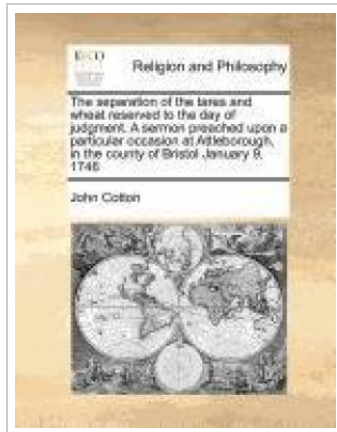 ECCO
Religion and Philosophy
The separation of the tares and
wheat reserved to the day of
judgment. A sermon preached upon a
particular occasion at Attleborough,
in the county of Bristol January 9.
1746
John Cotton